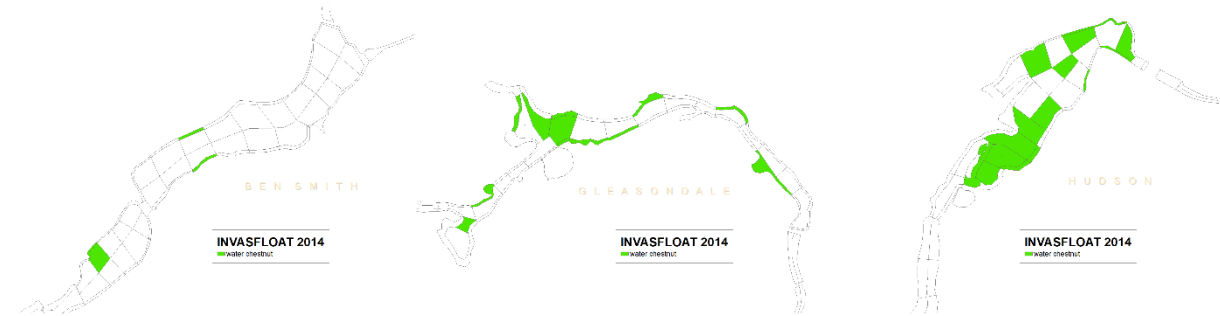 BEN SMITH
INVASFLOAT 2014
water chestnut
GLEASONDALE
INVASFLOAT 2014
water chestnut
HUDSON
INVASFLOAT 2014
water chestnut